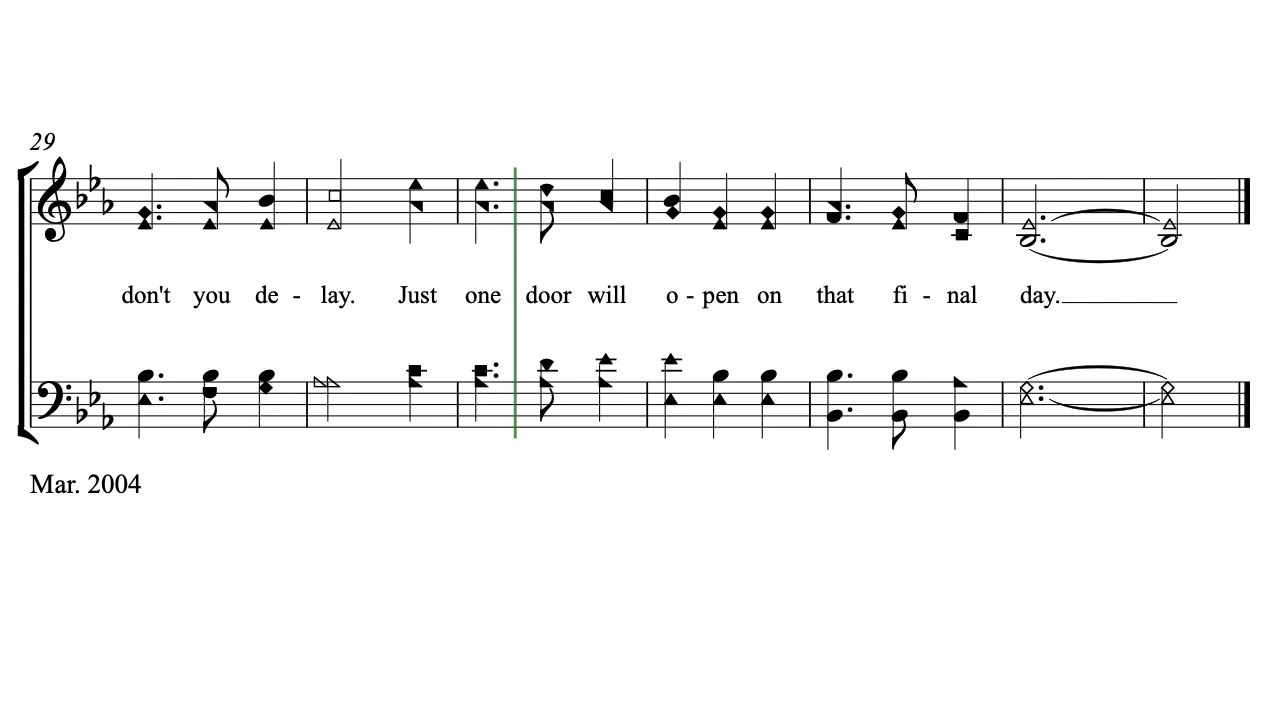 29
don't you de - lay. Just one door will o - pen on that fi - nal day.
Mar. 2004